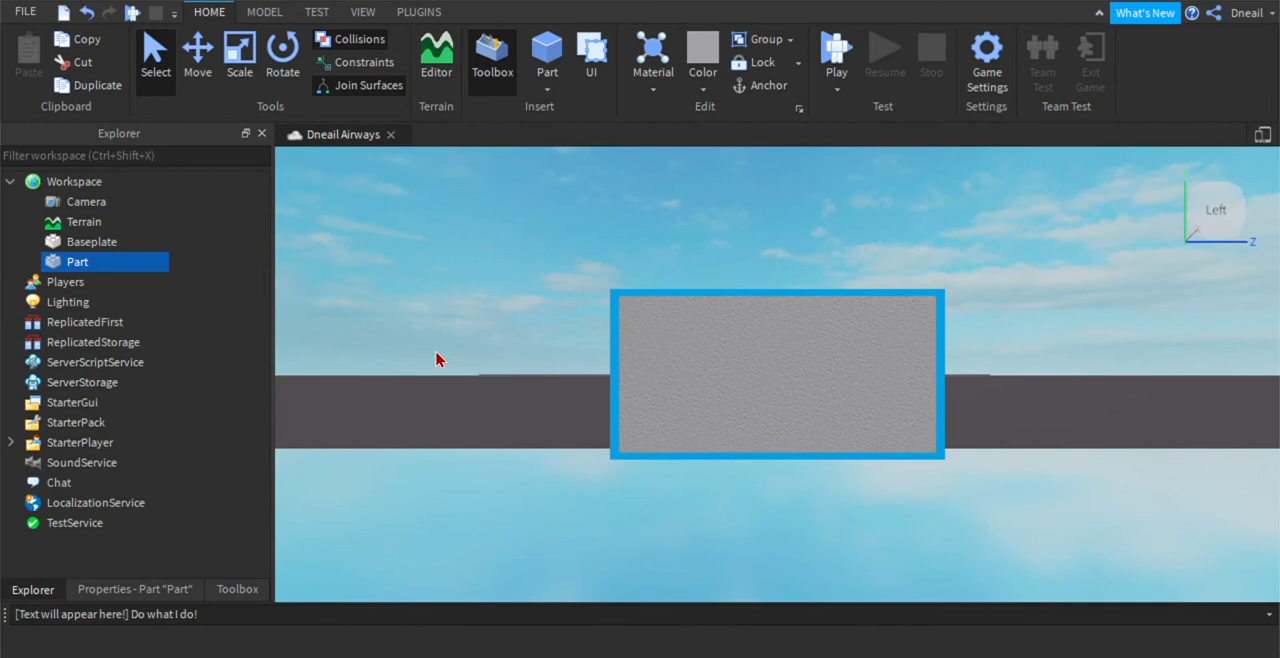 FILE HOME MODEL TEST VIEW PLUGINS What's New Dneail
Paste Copy Cut Duplicate
Clipboard
Select Move Scale Rotate Collisions Constraints Join Surfaces
Tools
Editor
Terrain
Toolbox Part UI
Insert
Material Color Group Lock Anchor
Edit
Play Resume Stop
Test
Game Settings
Settings
Team Test Exit Game
Team Test
Explorer
Dneail Airways
Filter workspace (Ctrl+Shift+X)
Workspace
Camera
Terrain
Baseplate
Part
Players
Lighting
ReplicatedFirst
ReplicatedStorage
ServerScriptService
ServerStorage
StarterGui
StarterPack
StarterPlayer
SoundService
Chat
LocalizationService
TestService
Left
Z
Explorer Properties - Part "Part" Toolbox
[Text will appear here!] Do what I do!